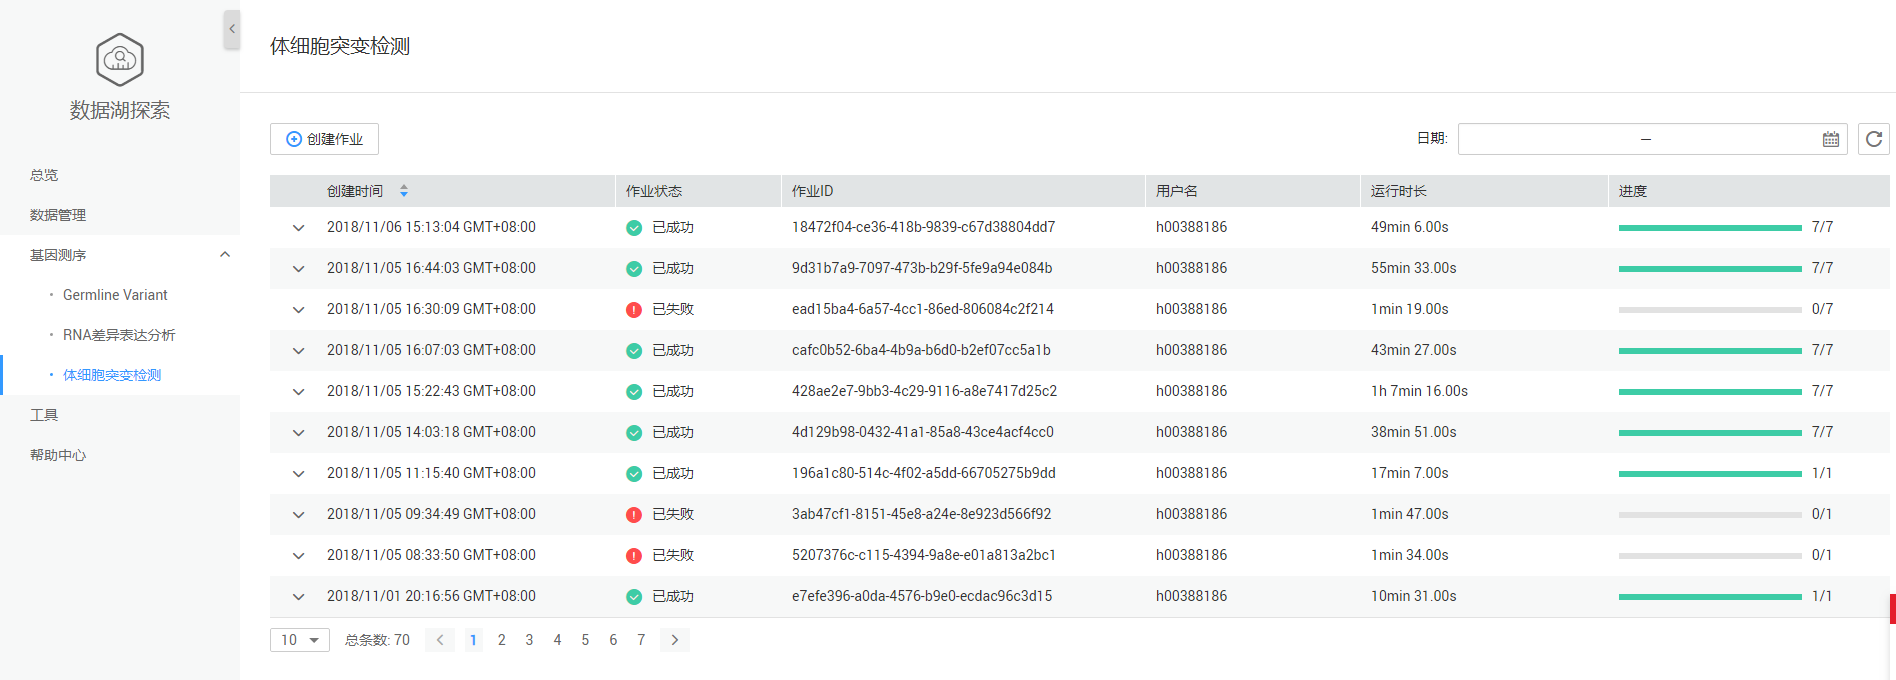 体细胞突变检测
数据湖探索
总览
数据管理
基因测序
Germline Variant
RNA差异表达分析
体细胞突变检测
工具
帮助中心
创建作业
日期: –
创建时间 作业状态 作业ID 用户名 运行时长 进度
2018/11/06 15:13:04 GMT+08:00 已成功 18472f04-ce36-418b-9839-c67d38804dd7 h00388186 49min 6.00s 7/7
2018/11/05 16:44:03 GMT+08:00 已成功 9d31b7a9-7097-473b-b29f-5fe9a94e084b h00388186 55min 33.00s 7/7
2018/11/05 16:30:09 GMT+08:00 已失败 ead15ba4-6a57-4cc1-86ed-806084c2f214 h00388186 1min 19.00s 0/7
2018/11/05 16:07:03 GMT+08:00 已成功 cafc0b52-6ba4-4b9a-b6d0-b2ef07cc5a1b h00388186 43min 27.00s 7/7
2018/11/05 15:22:43 GMT+08:00 已成功 428ae2e7-9bb3-4c29-9116-a8e7417d25c2 h00388186 1h 7min 16.00s 7/7
2018/11/05 14:03:18 GMT+08:00 已成功 4d129b98-0432-41a1-85a8-43ce4acf4cc0 h00388186 38min 51.00s 7/7
2018/11/05 11:15:40 GMT+08:00 已成功 196a1c80-514c-4f02-a5dd-66705275b9dd h00388186 17min 7.00s 1/1
2018/11/05 09:34:49 GMT+08:00 已失败 3ab47cf1-8151-45e8-a24e-8e923d566f92 h00388186 1min 47.00s 0/1
2018/11/05 08:33:50 GMT+08:00 已失败 5207376c-c115-4394-9a8e-e01a813a2bc1 h00388186 1min 34.00s 0/1
2018/11/01 20:16:56 GMT+08:00 已成功 e7efe396-a0da-4576-b9e0-ecdac96c3d15 h00388186 10min 31.00s 1/1
10 总条数: 70 < 1 2 3 4 5 6 7 >